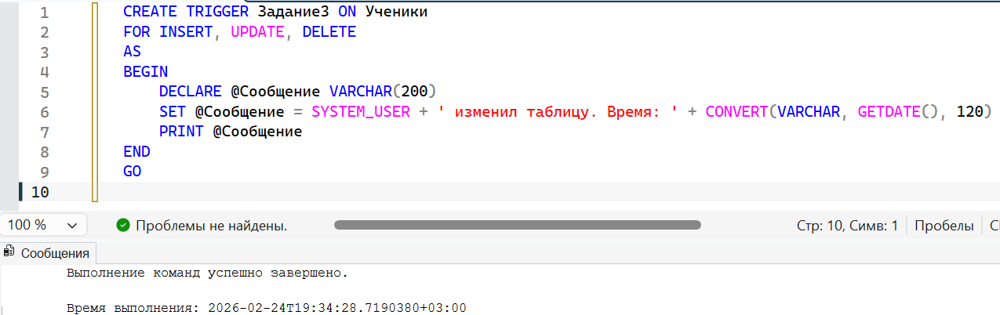 1 CREATE TRIGGER Задание3 ON Ученики
2 FOR INSERT, UPDATE, DELETE
3 AS
4 BEGIN
5 DECLARE @Сообщение VARCHAR(200)
6 SET @Сообщение = SYSTEM_USER + ' изменил таблицу. Время: ' + CONVERT(VARCHAR, GETDATE(), 120)
7 PRINT @Сообщение
8 END
9 GO
10
100 % Проблемы не найдены. Стр: 10, Симв: 1 Пробелы
Сообщения
Выполнение команд успешно завершено.
Время выполнения: 2026-02-24T19:34:28.7190380+03:00